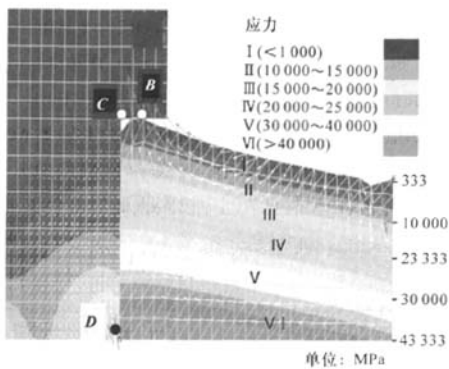 应力
I (<1 000)
II (10 000~15 000)
III (15 000~20 000)
IV (20 000~25 000)
V (30 000~40 000)
VI (>40 000)
B
C
I
II
III
IV
V
VI
D
333
10 000
23 333
30 000
43 333
单位: MPa